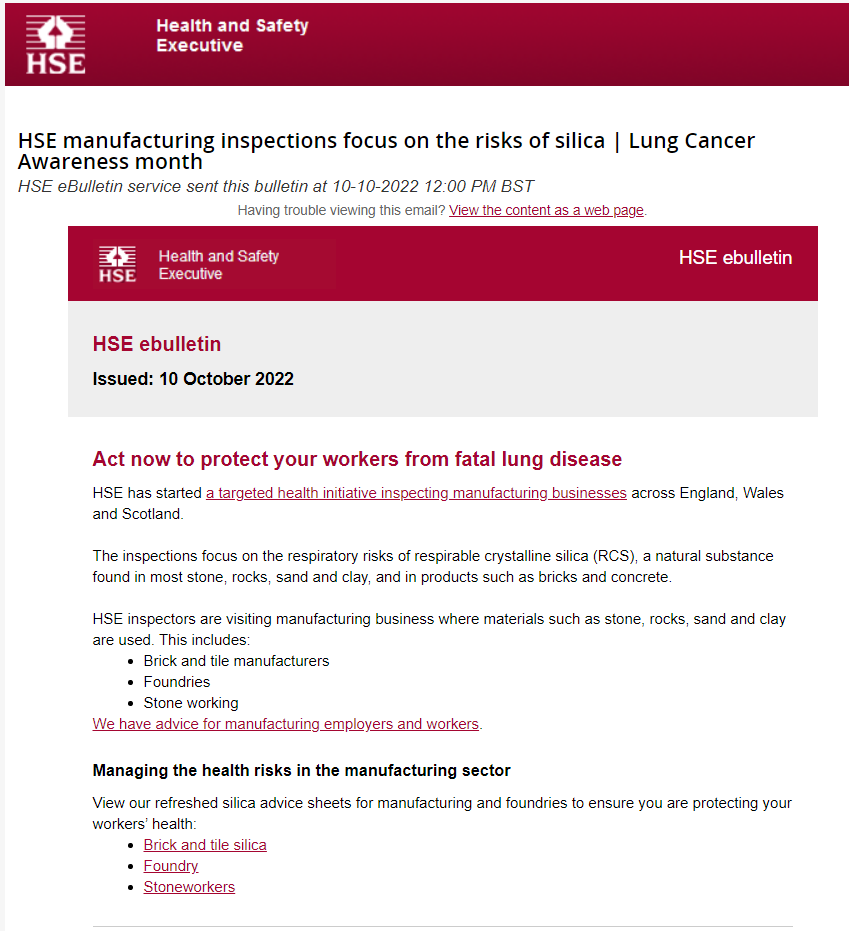 HSE
Health and Safety
Executive
HSE manufacturing inspections focus on the risks of silica | Lung Cancer
Awareness month
HSE eBulletin service sent this bulletin at 10-10-2022 12:00 PM BST
Having trouble viewing this email? View the content as a web page.
HSE
Health and Safety
Executive
HSE ebulletin
HSE ebulletin
Issued: 10 October 2022
Act now to protect your workers from fatal lung disease
HSE has started a targeted health initiative inspecting manufacturing businesses across England, Wales
and Scotland.
The inspections focus on the respiratory risks of respirable crystalline silica (RCS), a natural substance
found in most stone, rocks, sand and clay, and in products such as bricks and concrete.
HSE inspectors are visiting manufacturing business where materials such as stone, rocks, sand and clay
are used. This includes:
• Brick and tile manufacturers
• Foundries
• Stone working
We have advice for manufacturing employers and workers.
Managing the health risks in the manufacturing sector
View our refreshed silica advice sheets for manufacturing and foundries to ensure you are protecting your
workers' health:
• Brick and tile silica
• Foundry
• Stoneworkers